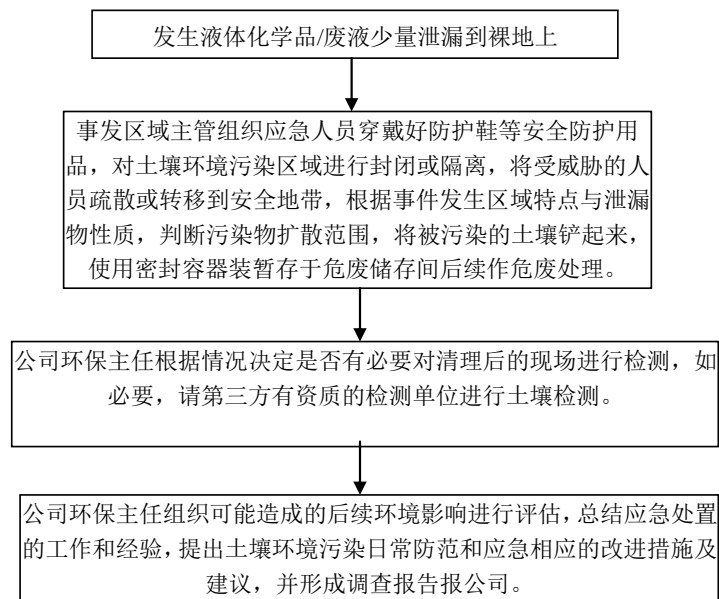 发生液体化学品/废液少量泄漏到裸地上
事发区域主管组织应急人员穿戴好防护鞋等安全防护用
品，对土壤环境污染区域进行封闭或隔离，将受威胁的人
员疏散或转移到安全地带，根据事件发生区域特点与泄漏
物性质，判断污染物扩散范围，将被污染的土壤铲起来，
使用密封容器装暂存于危废储存间后续作危废处理。
公司环保主任根据情况决定是否有必要对清理后的现场进行检测，如
必要，请第三方有资质的检测单位进行土壤检测。
公司环保主任组织可能造成的后续环境影响进行评估，总结应急处置
的工作和经验，提出土壤环境污染日常防范和应急相应的改进措施及
建议，并形成调查报告报公司。